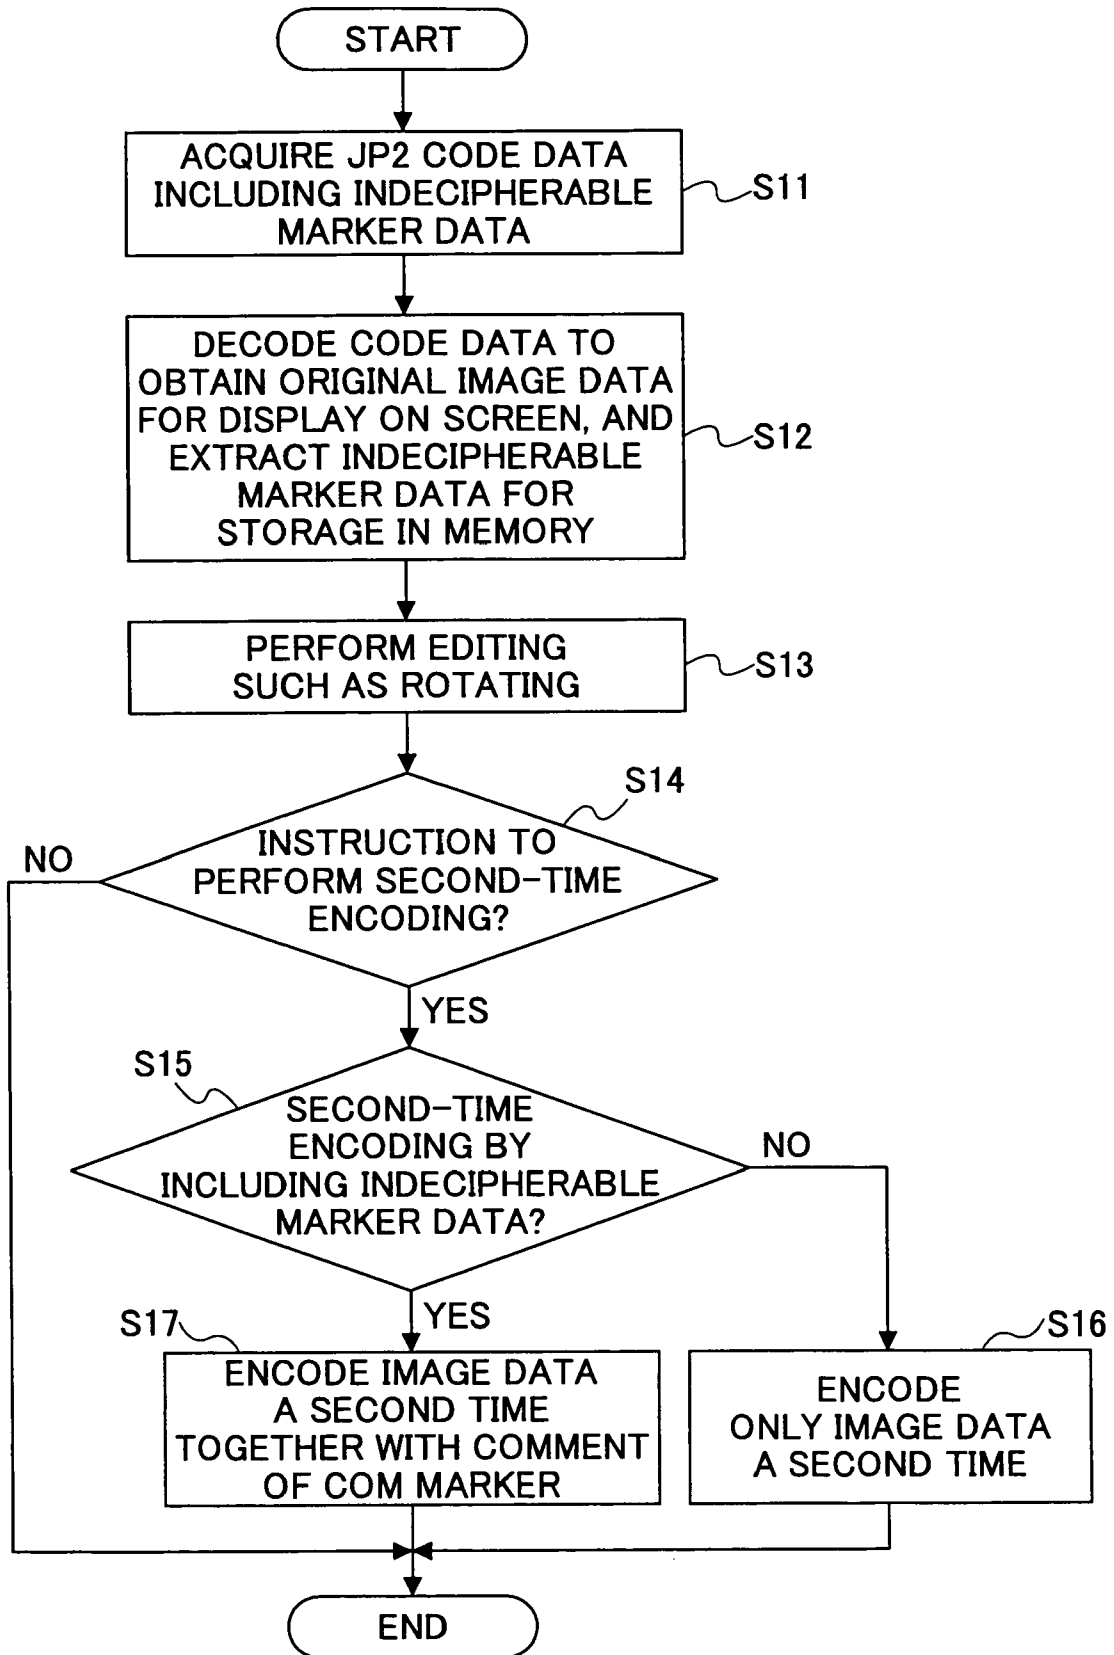 START
ACQUIRE JP2 CODE DATA
INCLUDING INDECIPHERABLE
MARKER DATA
S11
DECODE CODE DATA TO
OBTAIN ORIGINAL IMAGE DATA
FOR DISPLAY ON SCREEN, AND
EXTRACT INDECIPHERABLE
MARKER DATA FOR
STORAGE IN MEMORY
S12
PERFORM EDITING
SUCH AS ROTATING
S13
S14
INSTRUCTION TO
PERFORM SECOND-TIME
ENCODING?
NO
YES
S15
SECOND-TIME
ENCODING BY
INCLUDING INDECIPHERABLE
MARKER DATA?
NO
YES
S17
ENCODE IMAGE DATA
A SECOND TIME
TOGETHER WITH COMMENT
OF COM MARKER
S16
ENCODE
ONLY IMAGE DATA
A SECOND TIME
END